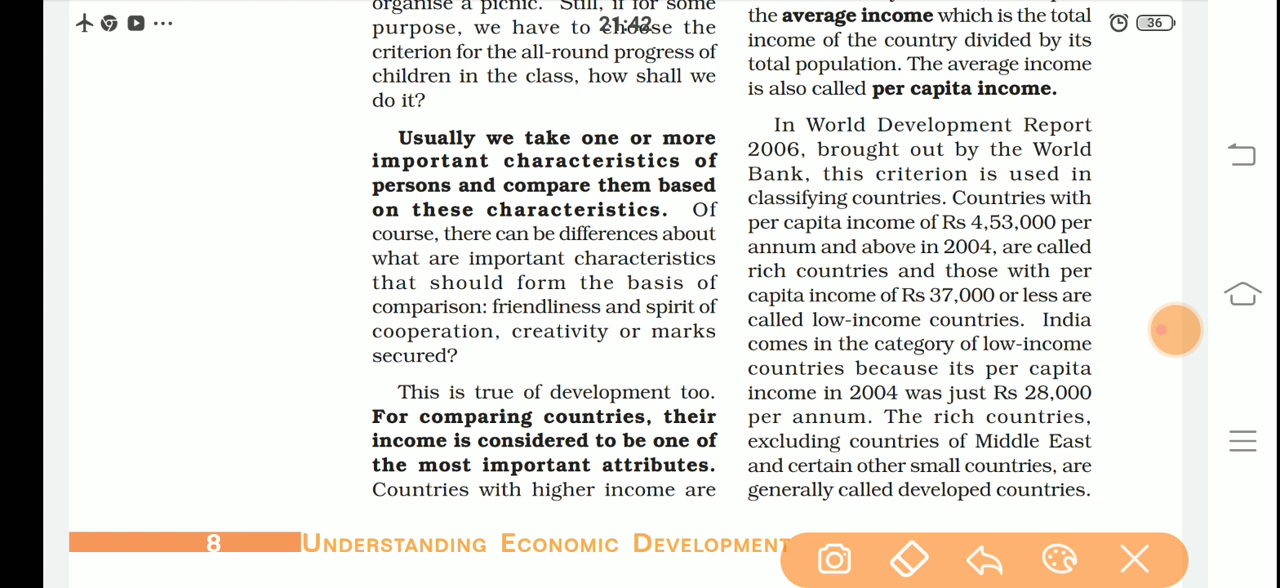 organise a picnic. Still, if for some
purpose, we have to choose the
criterion for the all-round progress of
children in the class, how shall we
do it?
Usually we take one or more
important characteristics of
persons and compare them based
on these characteristics. Of
course, there can be differences about
what are important characteristics
that should form the basis of
comparison: friendliness and spirit of
cooperation, creativity or marks
secured?
This is true of development too.
For comparing countries, their
income is considered to be one of
the most important attributes.
Countries with higher income are
21:42
36
the average income which is the total
income of the country divided by its
total population. The average income
is also called per capita income.
In World Development Report
2006, brought out by the World
Bank, this criterion is used in
classifying countries. Countries with
per capita income of Rs 4,53,000 per
annum and above in 2004, are called
rich countries and those with per
capita income of Rs 37,000 or less are
called low-income countries. India
comes in the category of low-income
countries because its per capita
income in 2004 was just Rs 28,000
per annum. The rich countries,
excluding countries of Middle East
and certain other small countries, are
generally called developed countries.
8 UNDERSTANDING ECONOMIC DEVELOPMENT